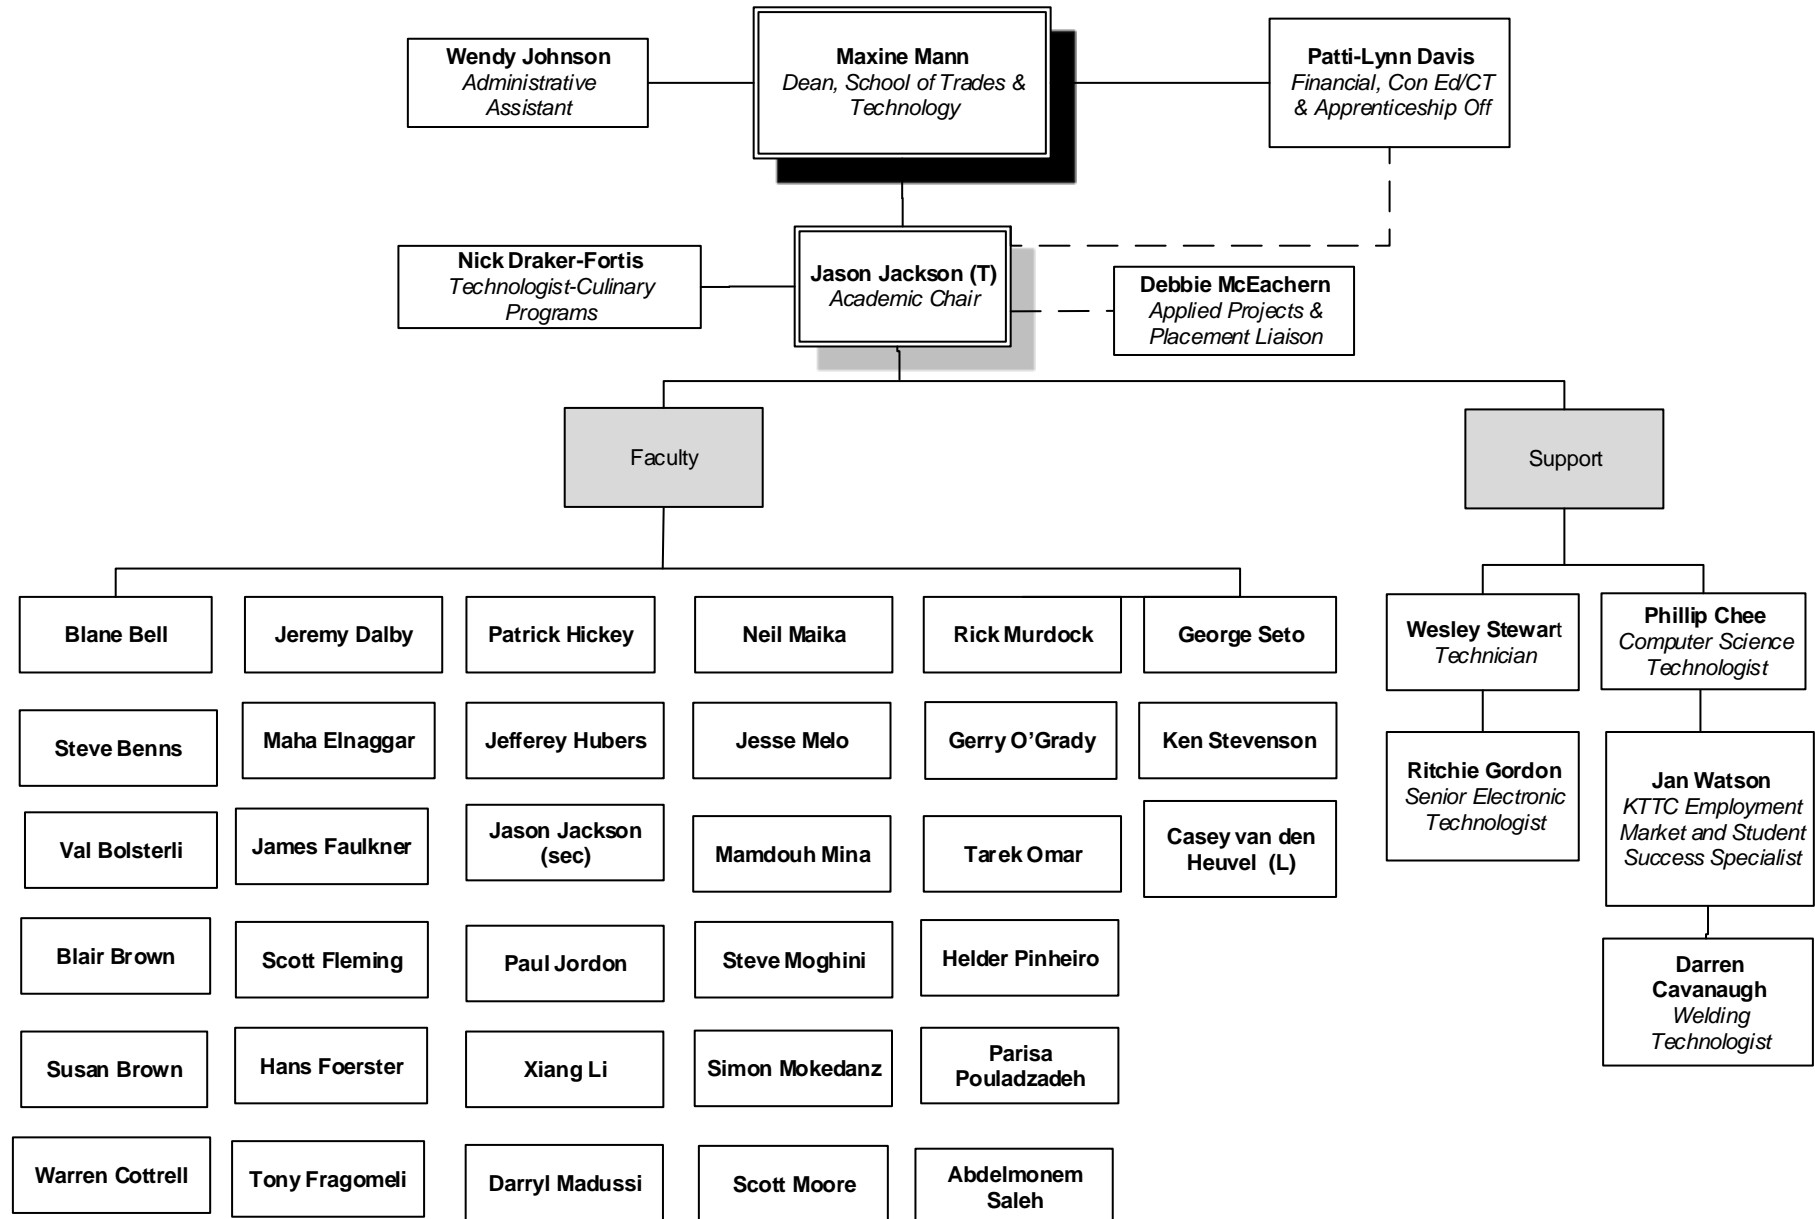 Wendy Johnson
Administrative
Assistant
Maxine Mann
Dean, School of Trades &
Technology
Patti-Lynn Davis
Financial, Con Ed/CT
& Apprenticeship Off
Nick Draker-Fortis
Technologist-Culinary
Programs
Jason Jackson (T)
Academic Chair
Debbie McEachern
Applied Projects &
Placement Liaison
Faculty
Support
Blane Bell
Jeremy Dalby
Patrick Hickey
Neil Maika
Rick Murdock
George Seto
Wesley Stewart
Technician
Phillip Chee
Computer Science
Technologist
Steve Benns
Maha Elnaggar
Jefferey Hubers
Jesse Melo
Gerry O’Grady
Ken Stevenson
Ritchie Gordon
Senior Electronic
Technologist
Jan Watson
KTTC Employment
Market and Student
Success Specialist
Val Bolsterli
James Faulkner
Jason Jackson
(sec)
Mamdouh Mina
Tarek Omar
Casey van den
Heuvel (L)
Blair Brown
Scott Fleming
Paul Jordon
Steve Moghini
Helder Pinheiro
Darren
Cavanaugh
Welding
Technologist
Susan Brown
Hans Foerster
Xiang Li
Simon Mokedanz
Parisa
Pouladzadeh
Warren Cottrell
Tony Fragomeli
Darryl Madussi
Scott Moore
Abdelmonem
Saleh